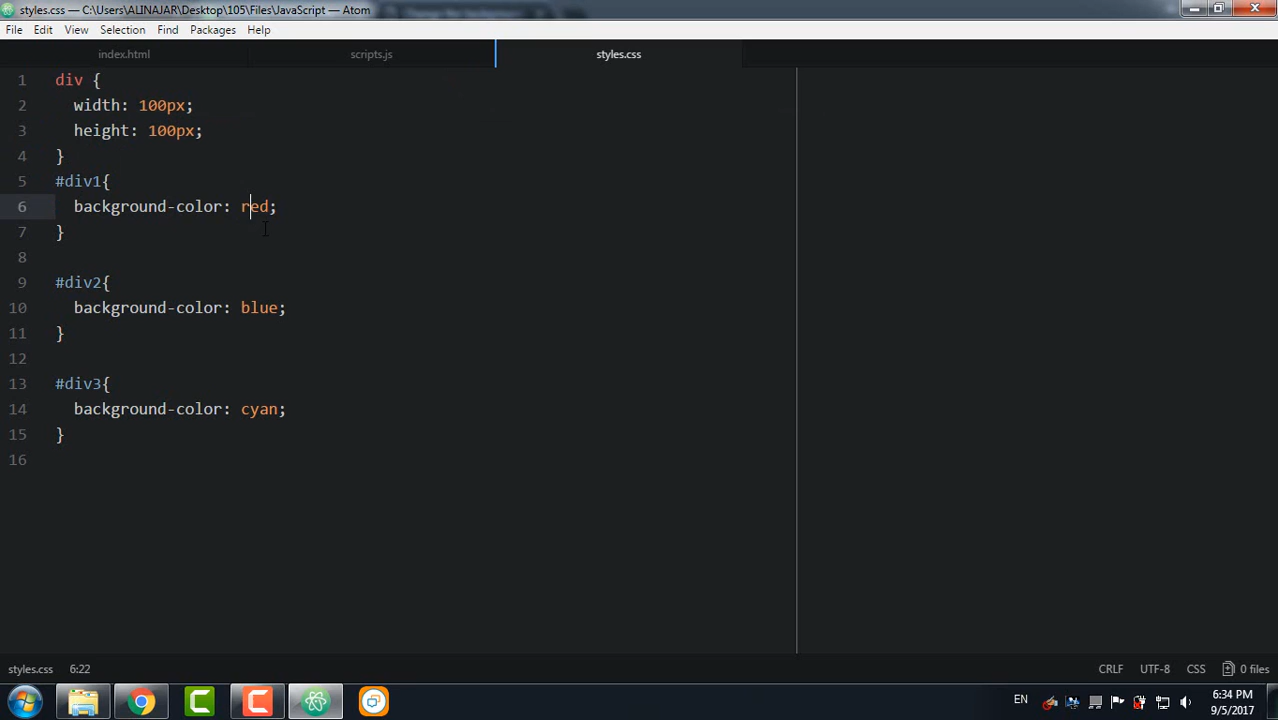 styles.css — C:\Users\ALINAJAR\Desktop\105\Files\JavaScript — Atom
File Edit View Selection Find Packages Help
index.html scripts.js styles.css
1 div {
2 width: 100px;
3 height: 100px;
4 }
5 #div1{
6 background-color: red;
7 }
8
9 #div2{
10 background-color: blue;
11 }
12
13 #div3{
14 background-color: cyan;
15 }
16
styles.css 6:22 CRLF UTF-8 CSS 0 files
EN 6:34 PM
9/5/2017